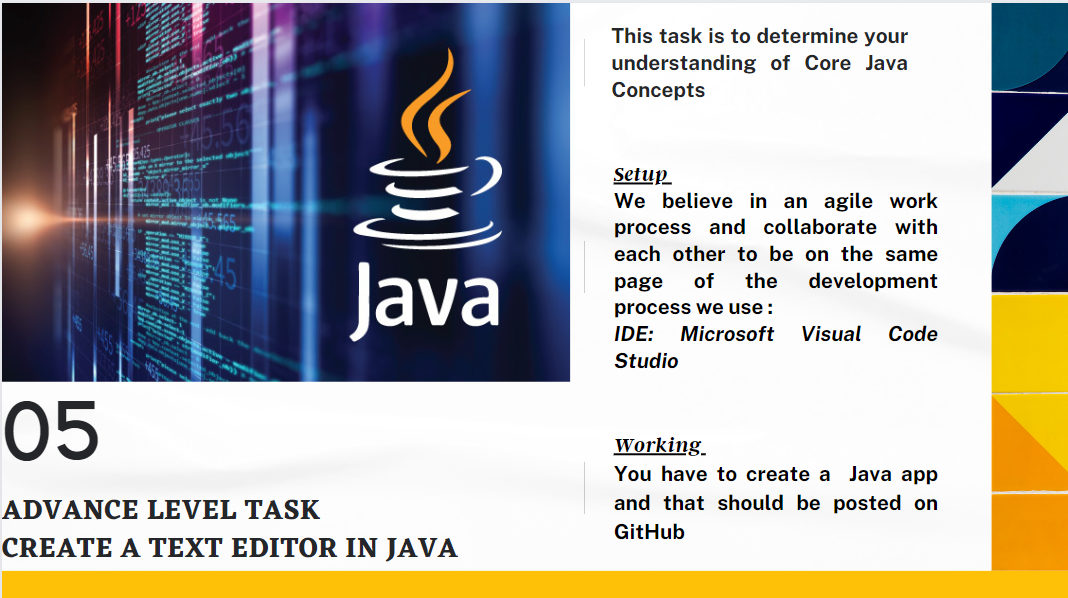 Java
05
ADVANCE LEVEL TASK
CREATE A TEXT EDITOR IN JAVA
This task is to determine your
understanding of Core Java
Concepts
Setup
We believe in an agile work
process and collaborate with
each other to be on the same
page of the development
process we use :
IDE: Microsoft Visual Code
Studio
Working
You have to create a Java app
and that should be posted on
GitHub